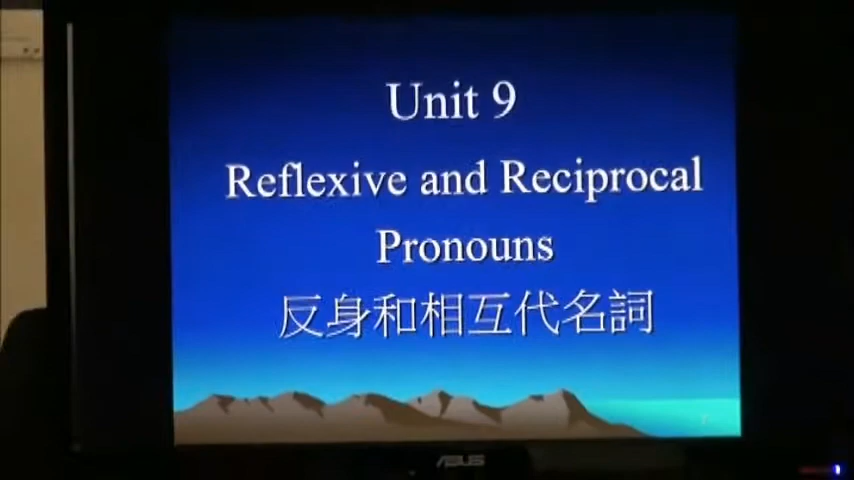 Unit 9
Reflexive and Reciprocal
Pronouns
反身和相互代名詞
ASUS